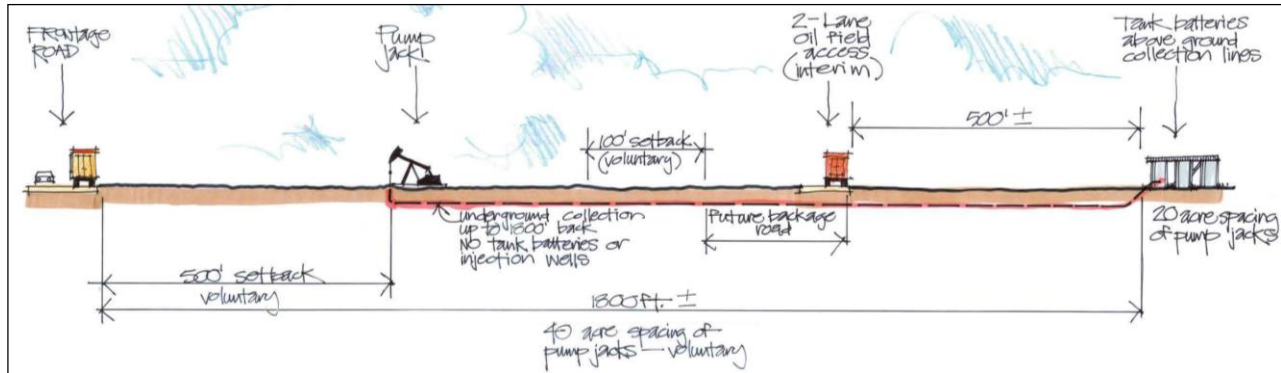 Frontage
ROAD
Pump
jack
2-Lane
oil field
access
(interim)
Tank batteries
above ground
collection lines
500' ±
100' setback
(voluntary)
underground collection
up to 1800' back
NO tank batteries or
injection wells
Future backage
road
20 acre spacing
of pump jacks
500' setback
voluntary
1800 ft. ±
40 acre spacing of
pump jacks — voluntary